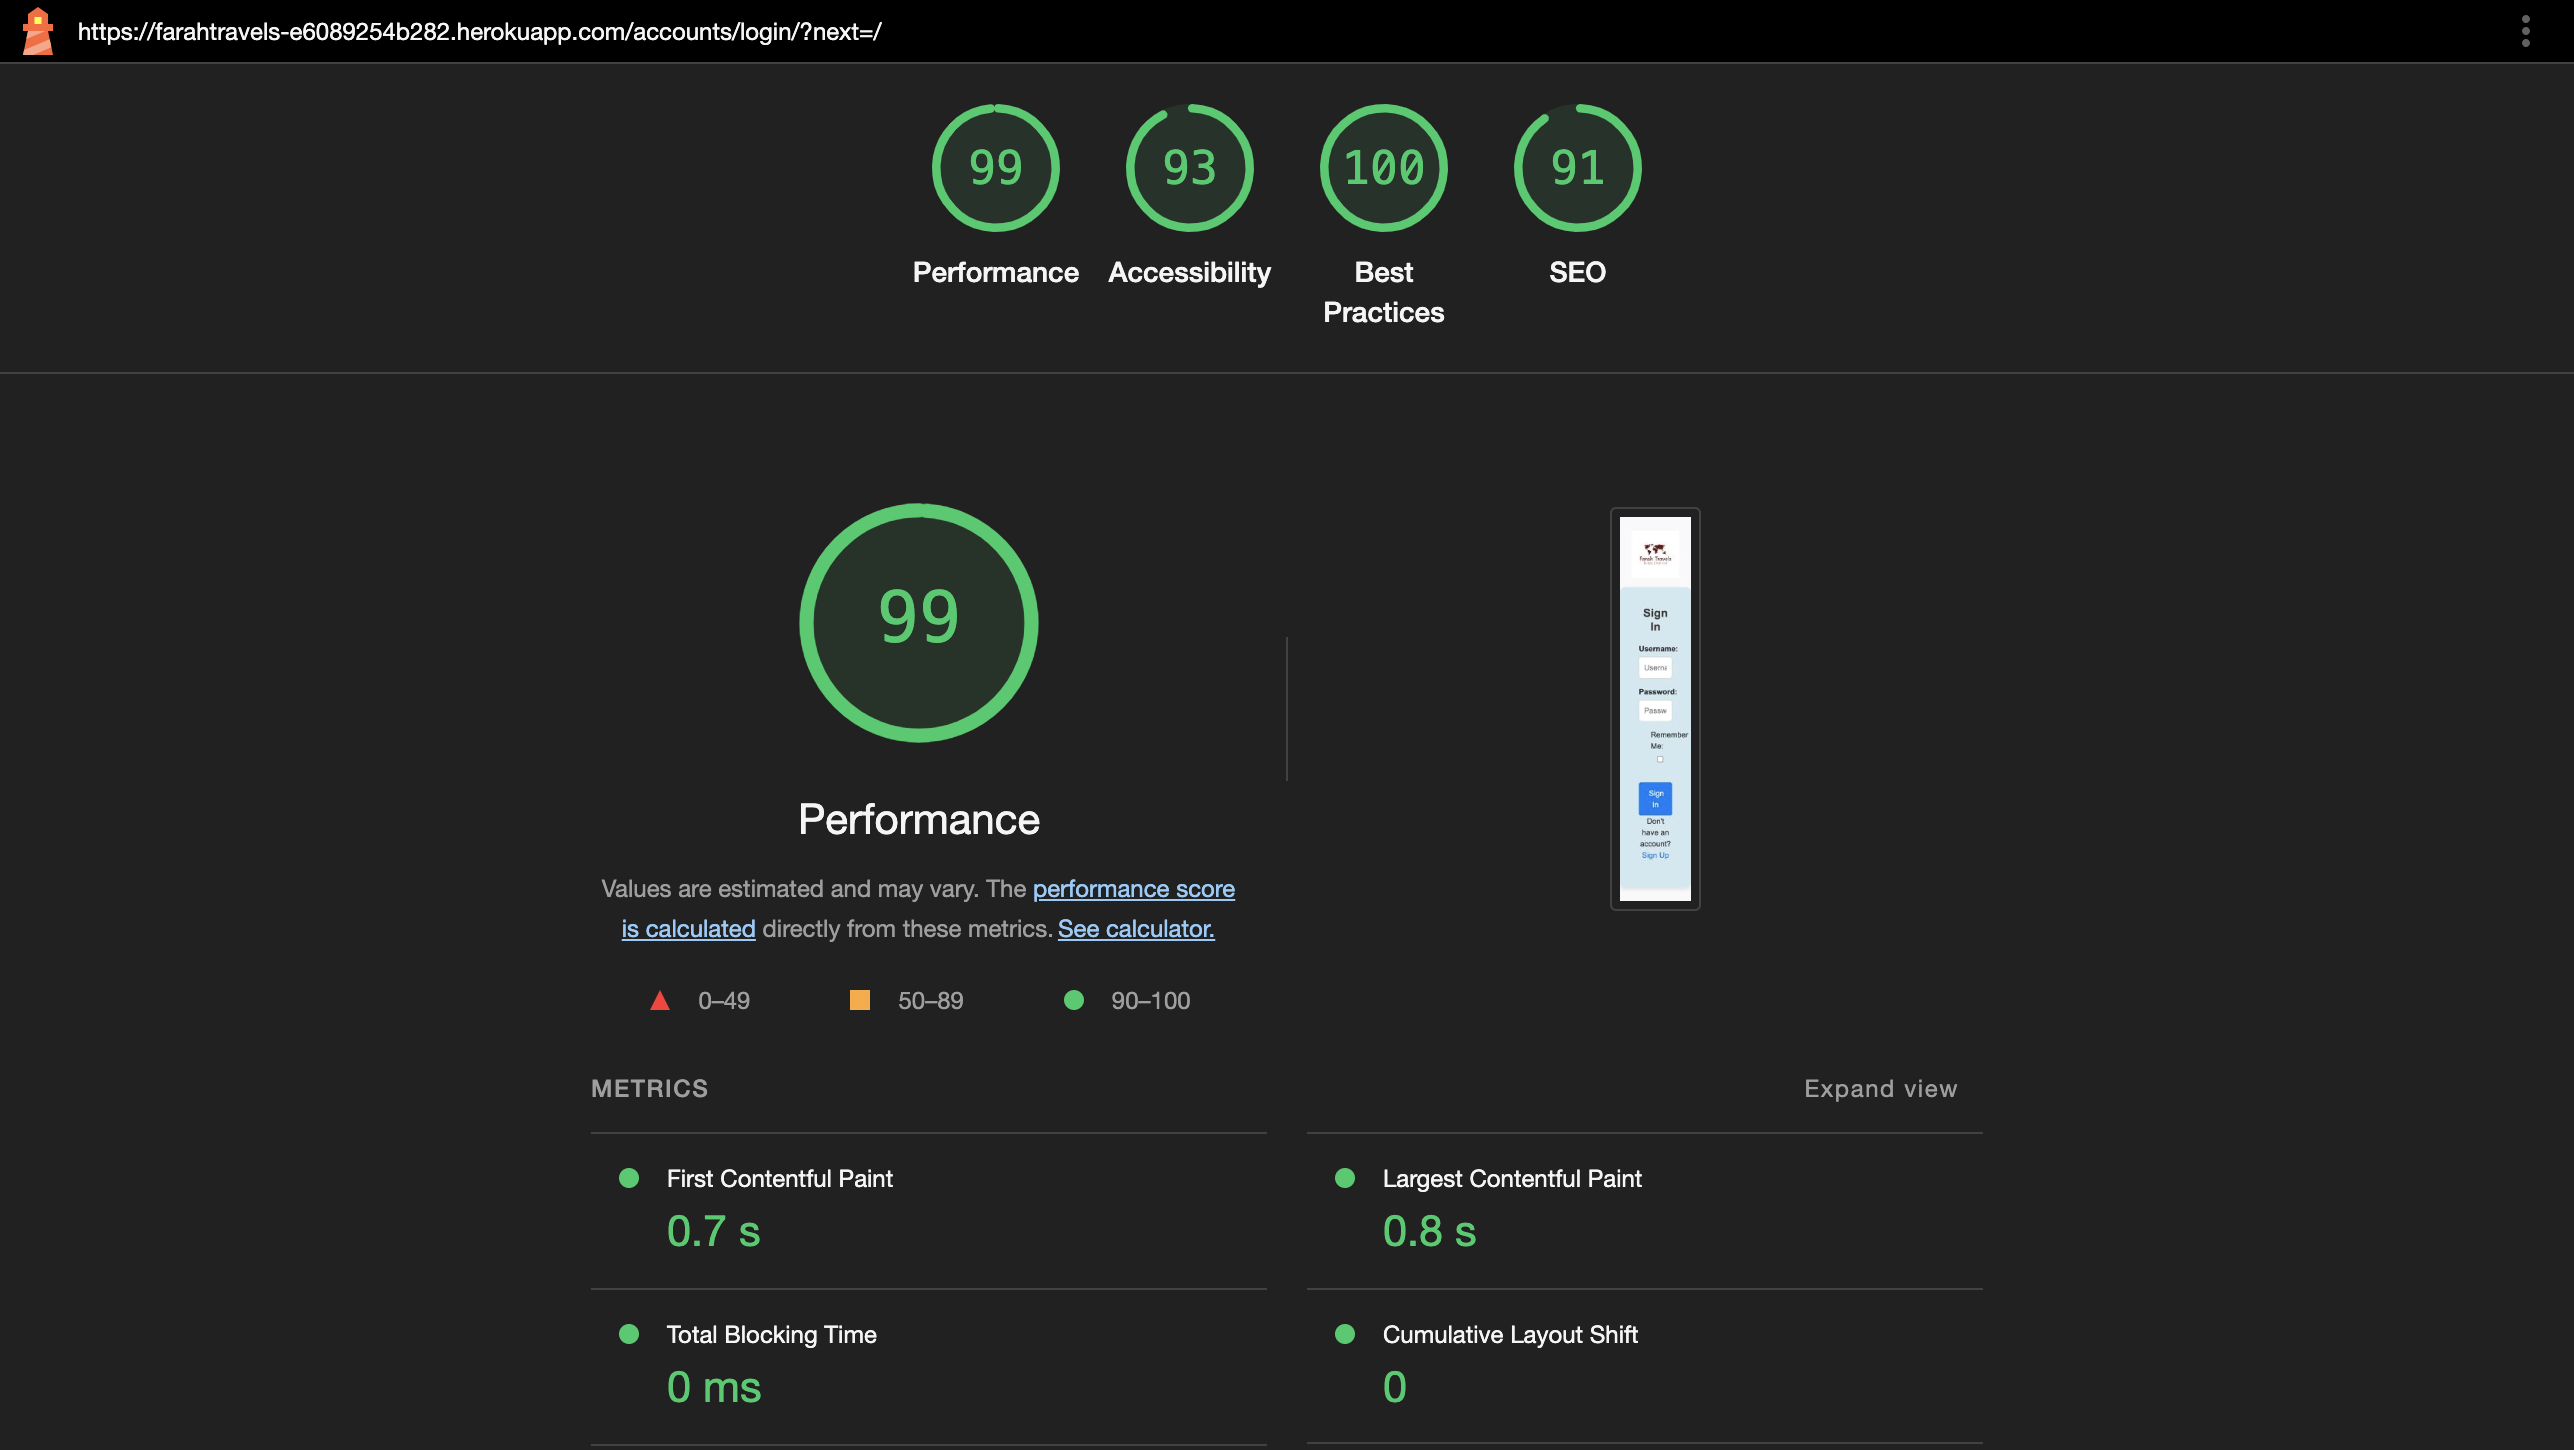 https://farahtravels-e6089254b282.herokuapp.com/accounts/login/?next=/
99
93
100
91
Performance
Accessibility
Best
Practices
SEO
99
Performance
Values are estimated and may vary. The performance score
is calculated directly from these metrics. See calculator.
0–49
50–89
90–100
Farah Travels
Sign
In
Username:
Userna
Password:
Passw
Remember
Me:
Sign
In
Don't
have an
account?
Sign Up
METRICS
Expand view
First Contentful Paint
0.7 s
Largest Contentful Paint
0.8 s
Total Blocking Time
0 ms
Cumulative Layout Shift
0